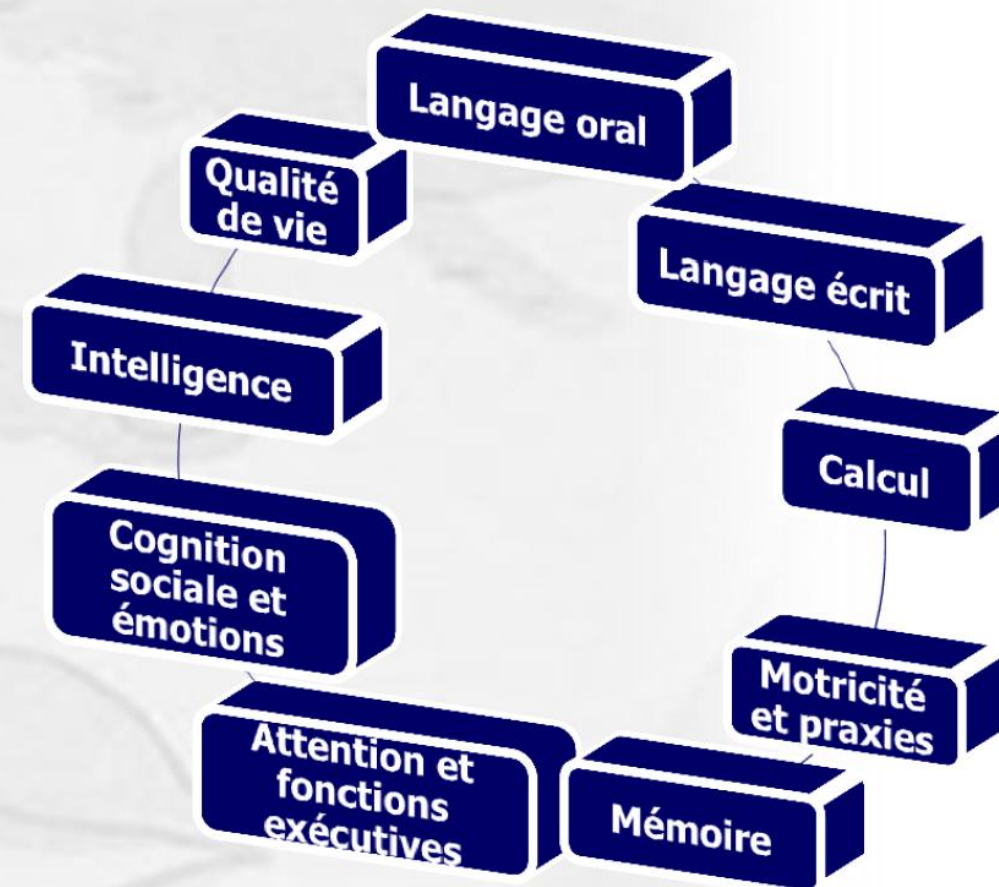 Langage oral
Langage écrit
Calcul
Motricité
et praxies
Mémoire
Attention et
fonctions
exécutives
Cognition
sociale et
émotions
Intelligence
Qualité
de vie